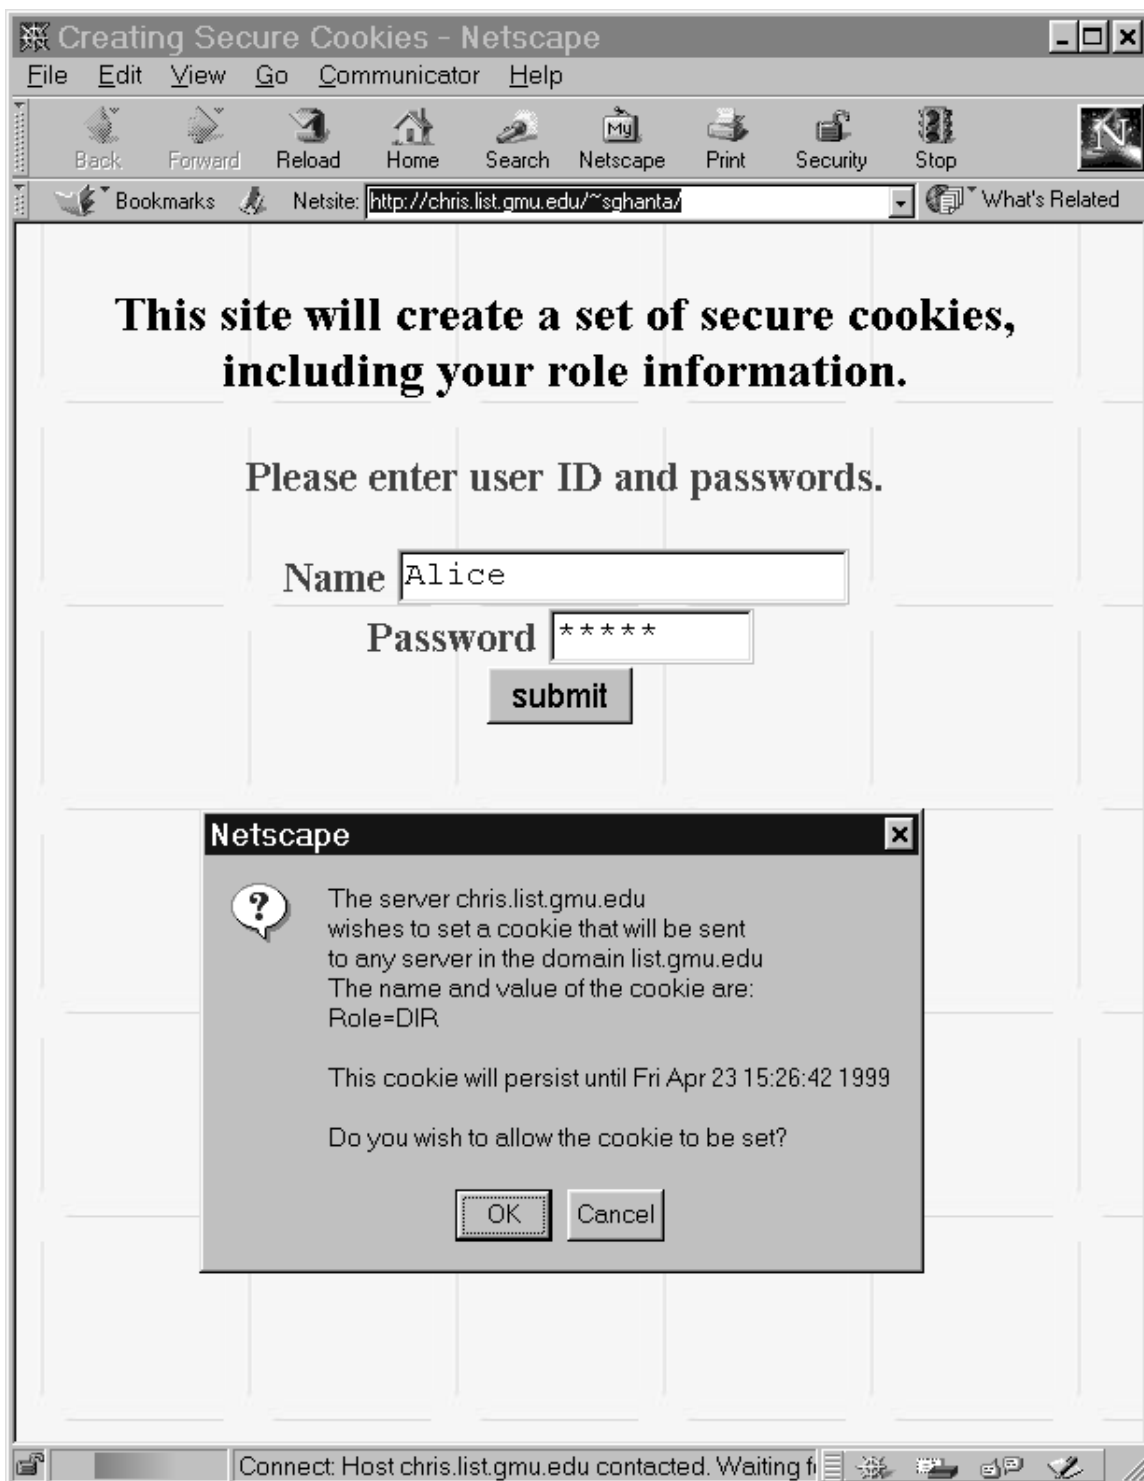 Creating Secure Cookies - Netscape
File Edit View Go Communicator Help
My
N
Back Forward Reload Home Search Netscape Print Security Stop
Bookmarks Netsite: http://chris.list.gmu.edu/~sghanta/ What's Related
This site will create a set of secure cookies,
including your role information.
Please enter user ID and passwords.
Name Alice
Password *****
submit
Netscape
?
The server chris.list.gmu.edu
wishes to set a cookie that will be sent
to any server in the domain list.gmu.edu
The name and value of the cookie are:
Role=DIR
This cookie will persist until Fri Apr 23 15:26:42 1999
Do you wish to allow the cookie to be set?
OK Cancel
Connect: Host chris.list.gmu.edu contacted. Waiting